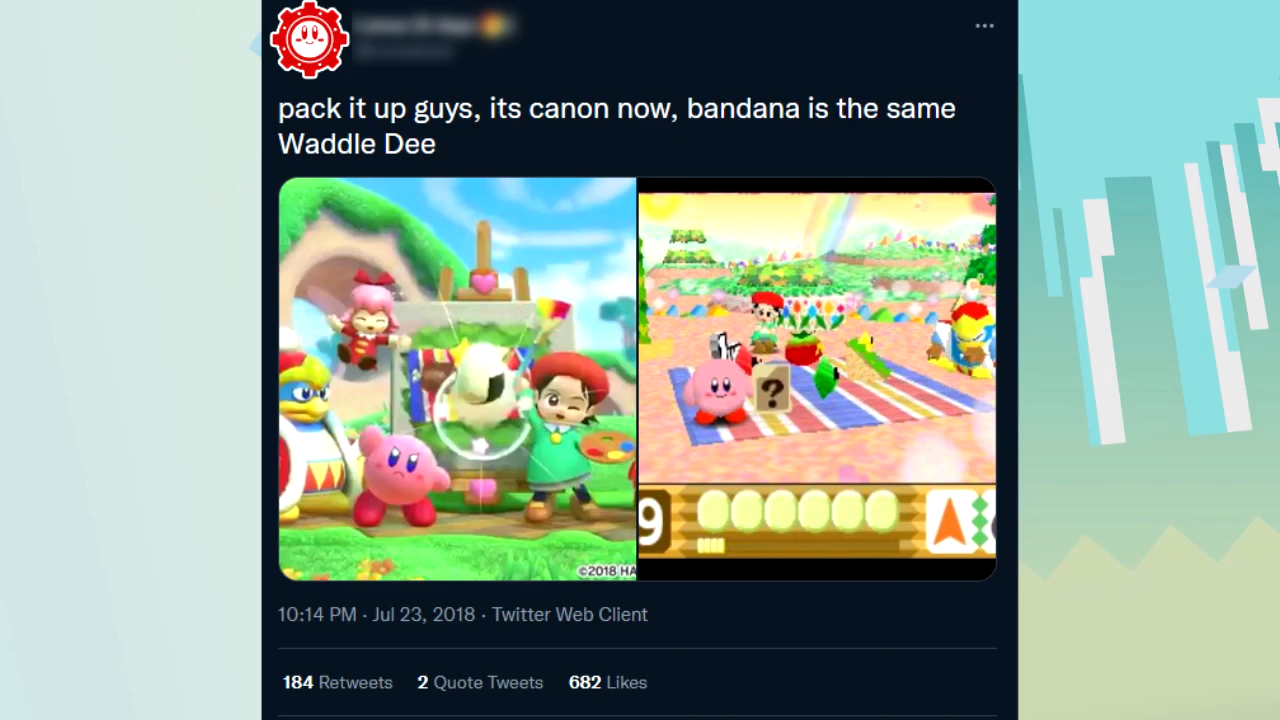 pack it up guys, its canon now, bandana is the same
Waddle Dee
?
©2018 HA
9
10:14 PM · Jul 23, 2018 · Twitter Web Client
184 Retweets 2 Quote Tweets 682 Likes